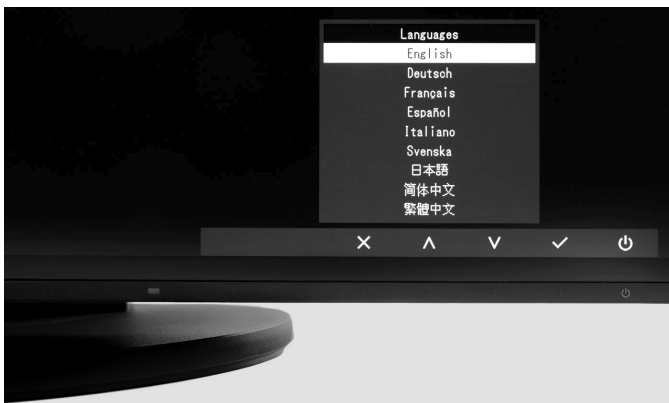 Languages
English
Deutsch
Français
Español
Italiano
Svenska
日本語
简体中文
繁體中文